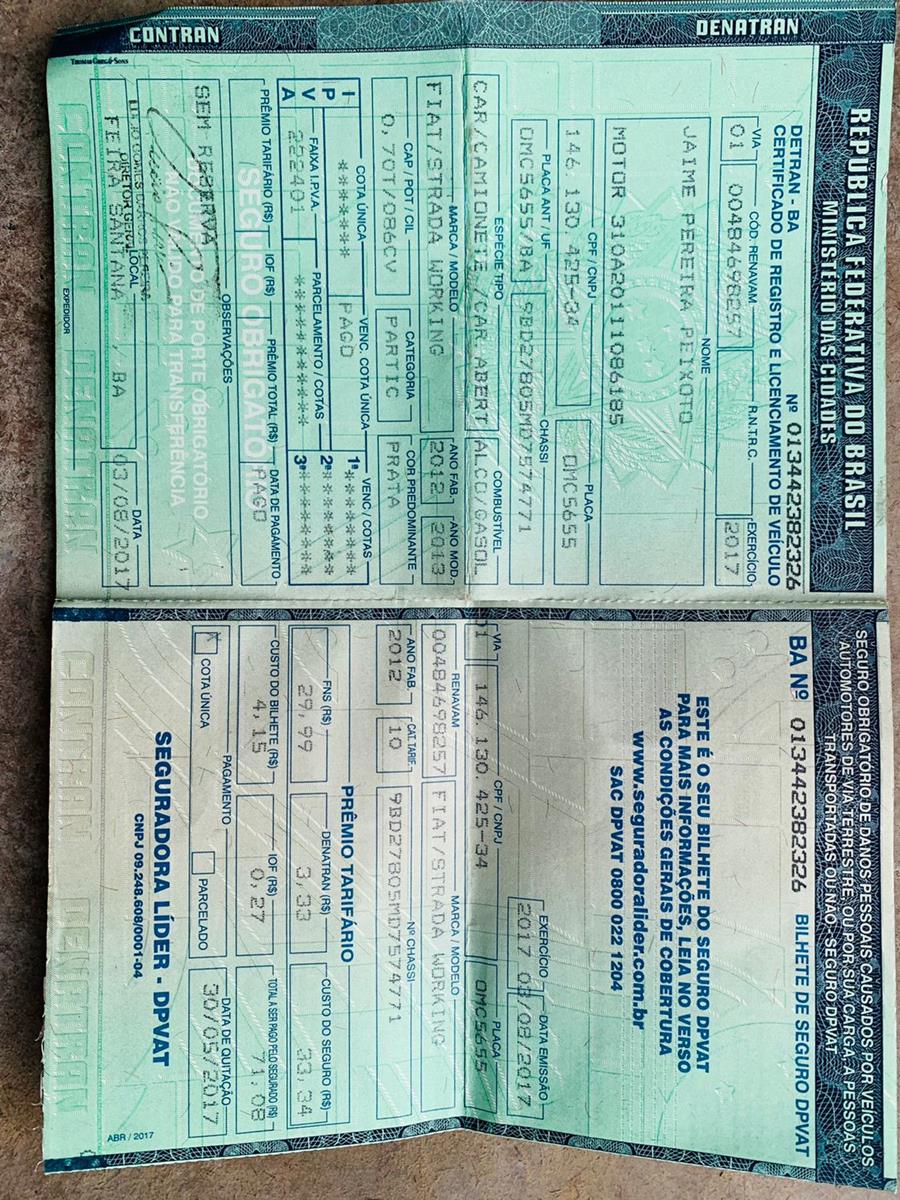 CONTRAN DENATRAN
Thomas Greg & Sons
REPÚBLICA FEDERATIVA DO BRASIL
MINISTÉRIO DAS CIDADES
DETRAN - BA Nº 013442382326
CERTIFICADO DE REGISTRO E LICENCIAMENTO DE VEÍCULO
VIA CÓD. RENAVAM R.N.T.R.C. EXERCÍCIO
01 00484698257 2017
NOME
JAIME PEREIRA PEIXOTO
MOTOR 310A20111086185
CPF / CNPJ PLACA
146.130.425-34 OMC5655
PLACA ANT / UF CHASSI
OMC5655/BA 9BD27805MD7574771
ESPÉCIE TIPO COMBUSTÍVEL
CAR/CAMIONETE/CAR.ABERT ALCO/GASOL
MARCA / MODELO ANO FAB. ANO MOD.
FIAT/STRADA WORKING 2012 2013
CAP / POT / CIL CATEGORIA COR PREDOMINANTE
0,70T/086CV PARTIC PRATA
IPVA
COTA ÚNICA VENC. COTA ÚNICA VENC / COTAS
****** PAGO 1ª ********
FAIXA I.P.V.A. PARCELAMENTO / COTAS 2ª ********
222401 ********* 3ª ********
PRÊMIO TARIFÁRIO (R$) IOF (R$) PRÊMIO TOTAL (R$) DATA DE PAGAMENTO
SEGURO OBRIGATÓRIO PAGO
OBSERVAÇÕES
SEM RESERVA
DOCUMENTO DE PORTE OBRIGATÓRIO
NÃO VÁLIDO PARA TRANSFERÊNCIA
DIRETOR GERAL
LOCAL DATA
FEIRA SANTANA , BA 03/08/2017
CONTRAN DENATRAN
EXPEDIDOR
SEGURO OBRIGATÓRIO DE DANOS PESSOAIS CAUSADOS POR VEÍCULOS
AUTOMOTORES DE VIA TERRESTRE, OU POR SUA CARGA, A PESSOAS
TRANSPORTADAS OU NÃO, SEGURO DPVAT
BA Nº 013442382326 BILHETE DE SEGURO DPVAT
ESTE É O SEU BILHETE DO SEGURO DPVAT
PARA MAIS INFORMAÇÕES, LEIA NO VERSO
AS CONDIÇÕES GERAIS DE COBERTURA
www.seguradoralider.com.br
SAC DPVAT 0800 022 1204
EXERCÍCIO DATA EMISSÃO
2017 03/08/2017
VIA CPF / CNPJ PLACA
01 146.130.425-34 OMC5655
RENAVAM MARCA / MODELO
00484698257 FIAT/STRADA WORKING
ANO FAB. CAT. TARIF. Nº CHASSI
2012 10 9BD27805MD7574771
PRÊMIO TARIFÁRIO
FNS (R$) DENATRAN (R$) CUSTO DO SEGURO (R$)
29,99 3,33 33,34
CUSTO DO BILHETE (R$) IOF (R$) TOTAL A SER PAGO PELO SEGURADO (R$)
4,15 0,27 71,08
PAGAMENTO DATA DE QUITAÇÃO
X COTA ÚNICA PARCELADO 30/05/2017
SEGURADORA LÍDER - DPVAT
CNPJ 09.248.608/0001-04
CONTRAN DENATRAN
ABR / 2017